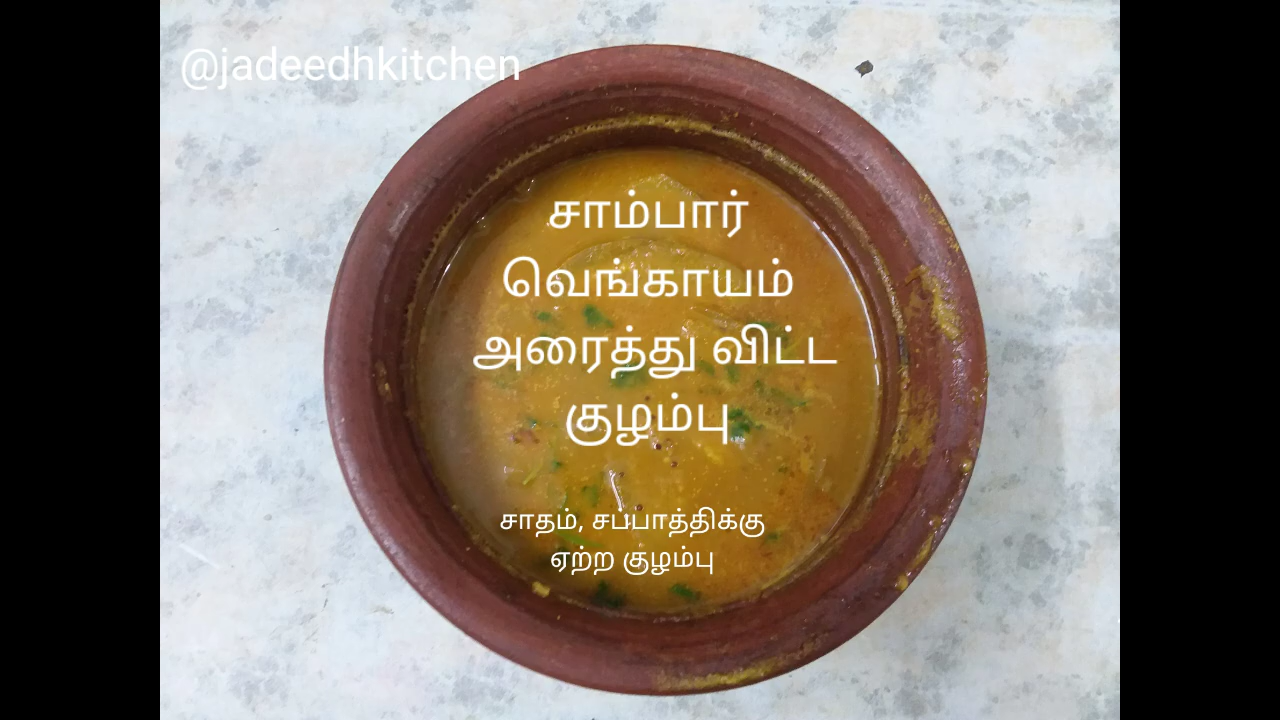 @jadeedhkitchen
சாம்பார்
வெங்காயம்
அரைத்து விட்ட
குழம்பு
சாதம், சப்பாத்திக்கு
ஏற்ற குழம்பு